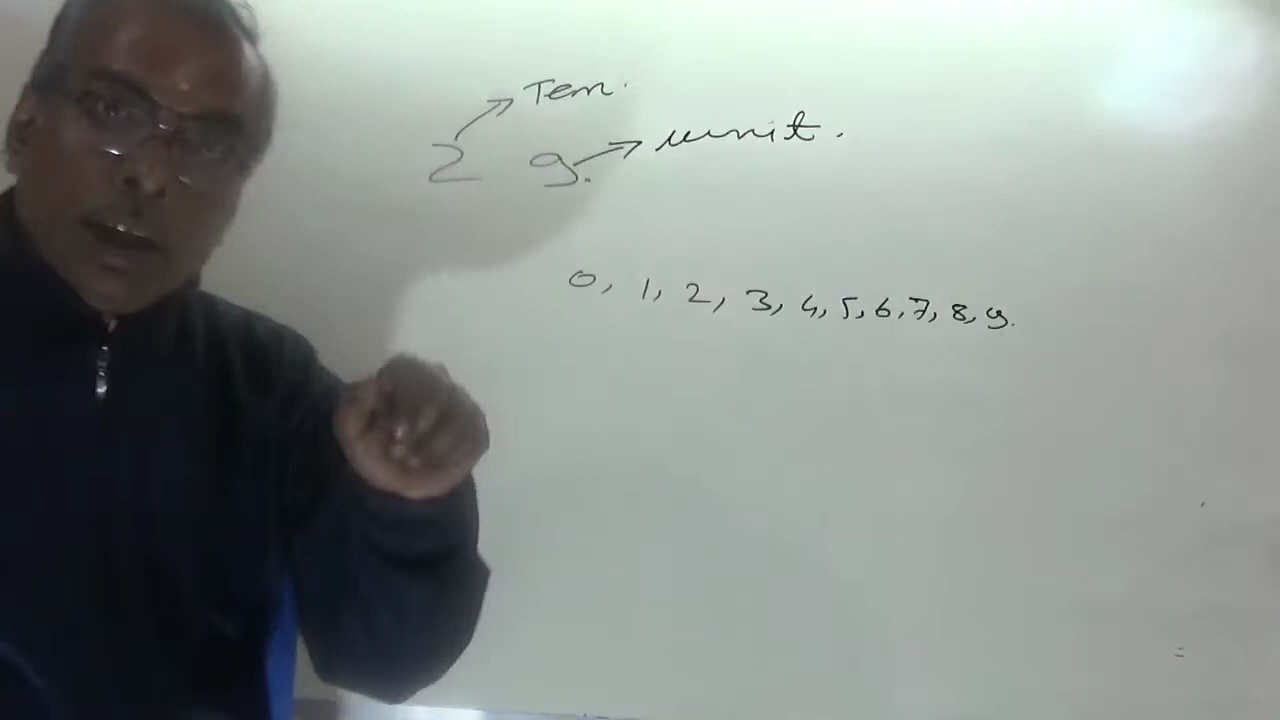 Ten.
2 9. unit.
0, 1, 2, 3, 4, 5, 6, 7, 8, 9.